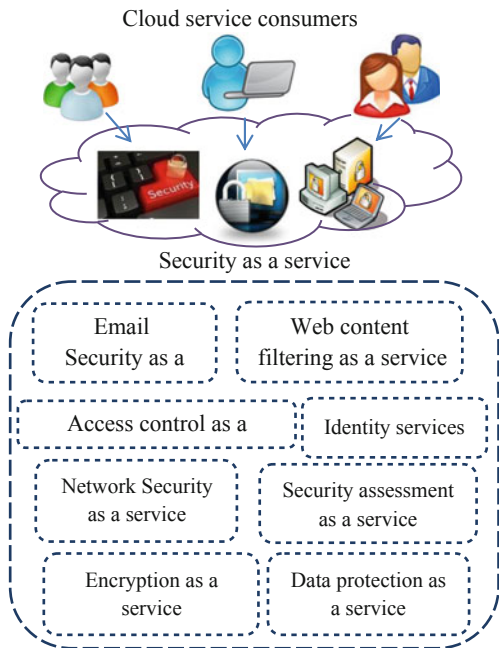 Cloud service consumers
Security
Security as a service
Email
Security as a
Web content
filtering as a service
Access control as a
Identity services
Network Security
as a service
Security assessment
as a service
Encryption as a
service
Data protection as
a service